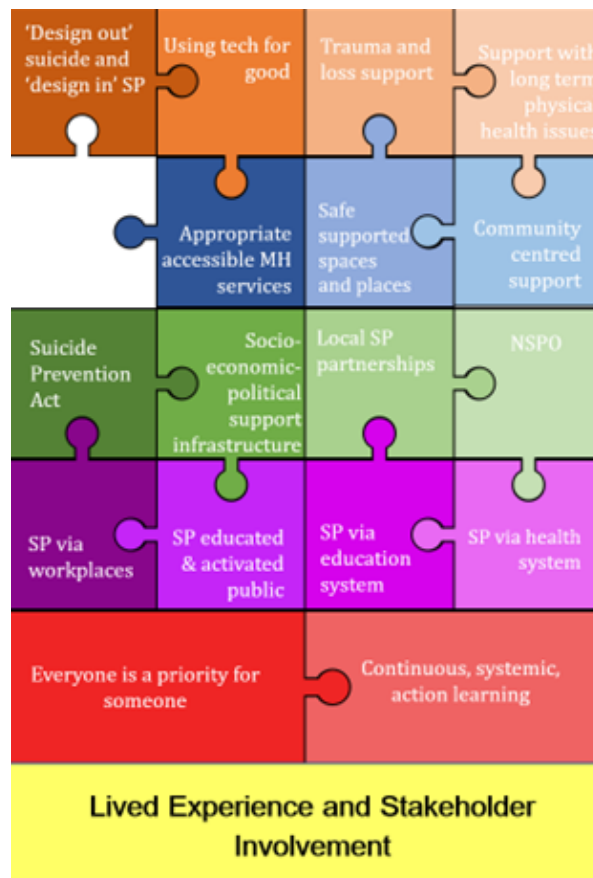 ‘Design out’
suicide and
‘design in’ SP
Using tech for
good
Trauma and
loss support
Support with
long term
physical
health issues
Appropriate
accessible MH
services
Safe
supported
spaces
and places
Community
centred
support
Suicide
Prevention
Act
Socio-
economic-
political
support
infrastructure
Local SP
partnerships
NSPO
SP via
workplaces
SP educated
& activated
public
SP via
education
system
SP via health
system
Everyone is a priority for
someone
Continuous, systemic,
action learning
Lived Experience and Stakeholder
Involvement